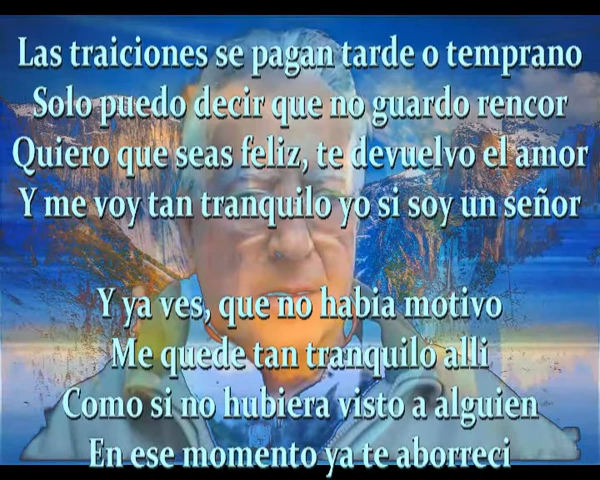 Las traiciones se pagan tarde o temprano
Solo puedo decir que no guardo rencor
Quiero que seas feliz, te devuelvo el amor
Y me voy tan tranquilo yo si soy un señor
Y ya ves, que no habia motivo
Me quede tan tranquilo alli
Como si no hubiera visto a alguien
En ese momento ya te aborreci